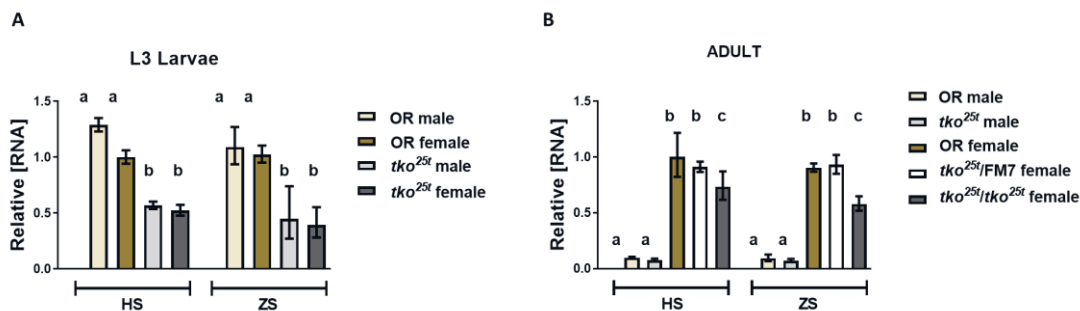 A
L3 Larvae
a a a a
b b b b
Relative [RNA]
1.5
1.0
0.5
0.0
HS ZS
OR male
OR female
tko25t male
tko25t female
B
ADULT
b b c b b c
a a a a
Relative [RNA]
1.5
1.0
0.5
0.0
HS ZS
OR male
tko25t male
OR female
tko25t/FM7 female
tko25t/tko25t female